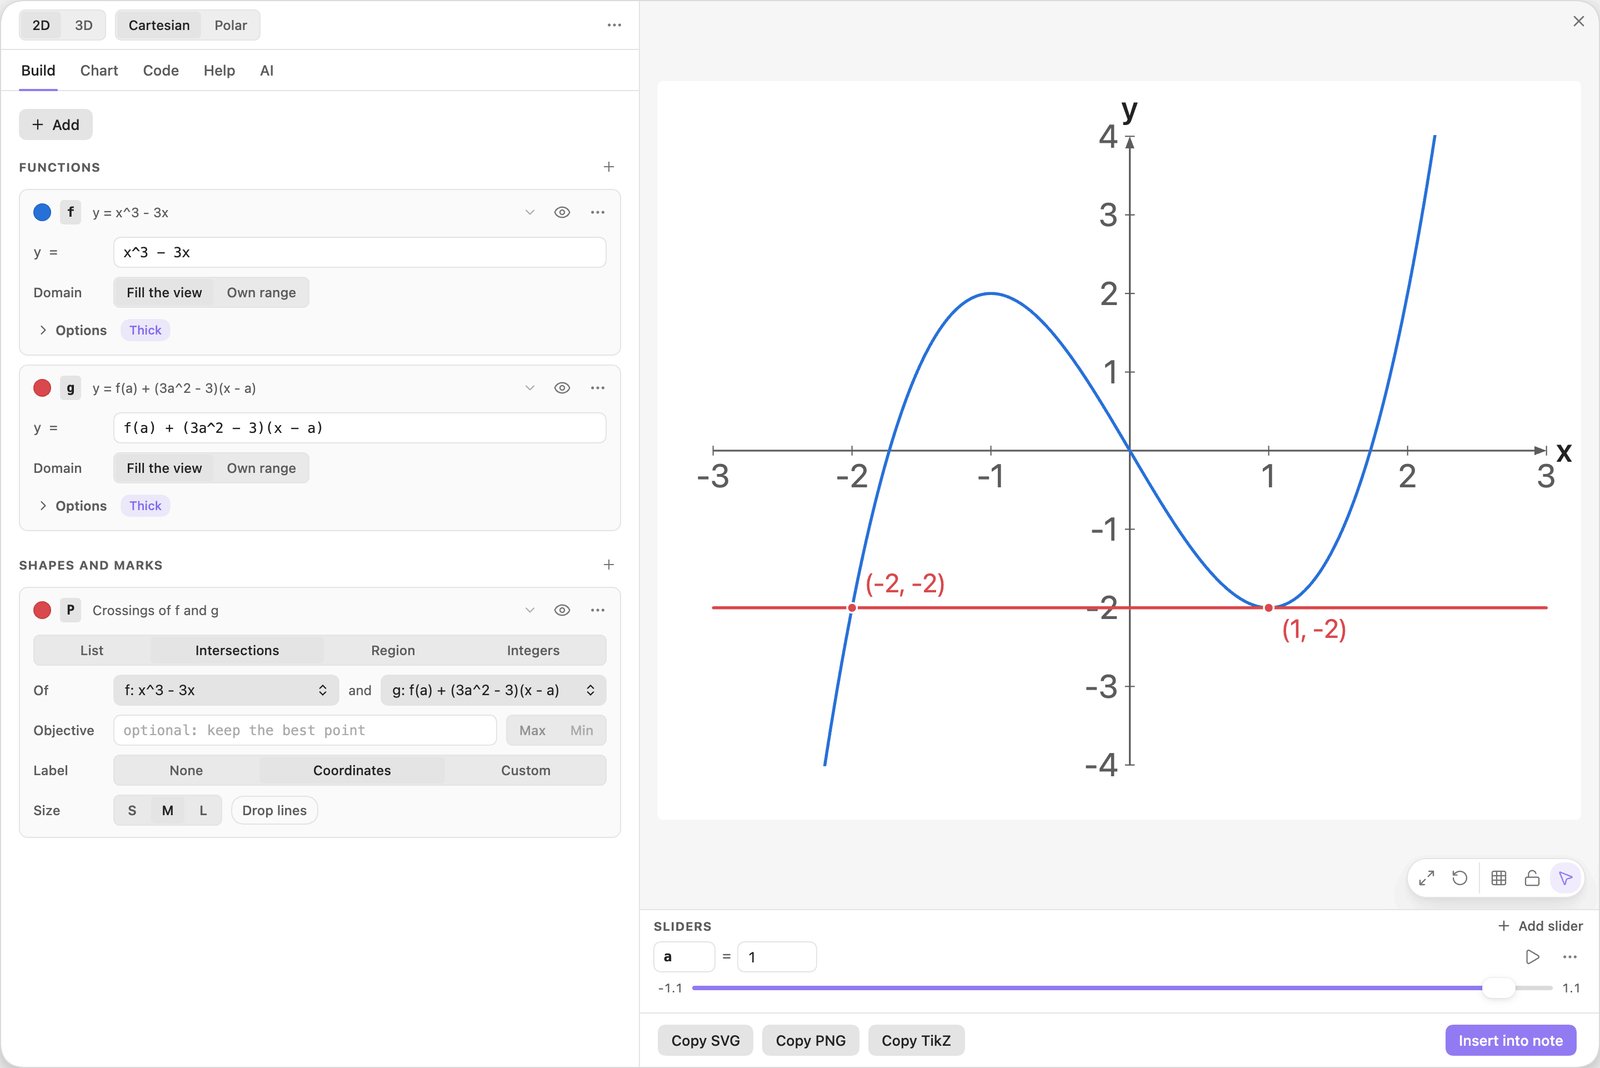 2D 3D Cartesian Polar
Build Chart Code Help AI
+ Add
FUNCTIONS
f y = x^3 - 3x
y = x^3 − 3x
Domain Fill the view Own range
Options Thick
g y = f(a) + (3a^2 - 3)(x - a)
y = f(a) + (3a^2 − 3)(x − a)
Domain Fill the view Own range
Options Thick
SHAPES AND MARKS
P Crossings of f and g
List Intersections Region Integers
Of f: x^3 - 3x and g: f(a) + (3a^2 - 3)(x - a)
Objective optional: keep the best point Max Min
Label None Coordinates Custom
Size S M L Drop lines
y
4
3
2
1
x
-3 -2 -1 1 2 3
-1
(-2, -2)
-2
(1, -2)
-3
-4
SLIDERS + Add slider
a = 1
-1.1 1.1
Copy SVG Copy PNG Copy TikZ Insert into note